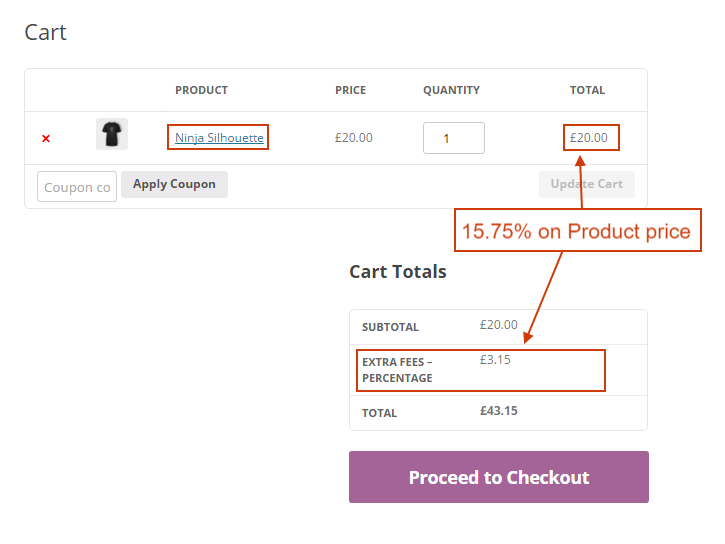 Cart
PRODUCT PRICE QUANTITY TOTAL
× Ninja Silhouette £20.00 1 £20.00
Coupon co Apply Coupon Update Cart
15.75% on Product price
Cart Totals
SUBTOTAL £20.00
EXTRA FEES – £3.15
PERCENTAGE
TOTAL £43.15
Proceed to Checkout